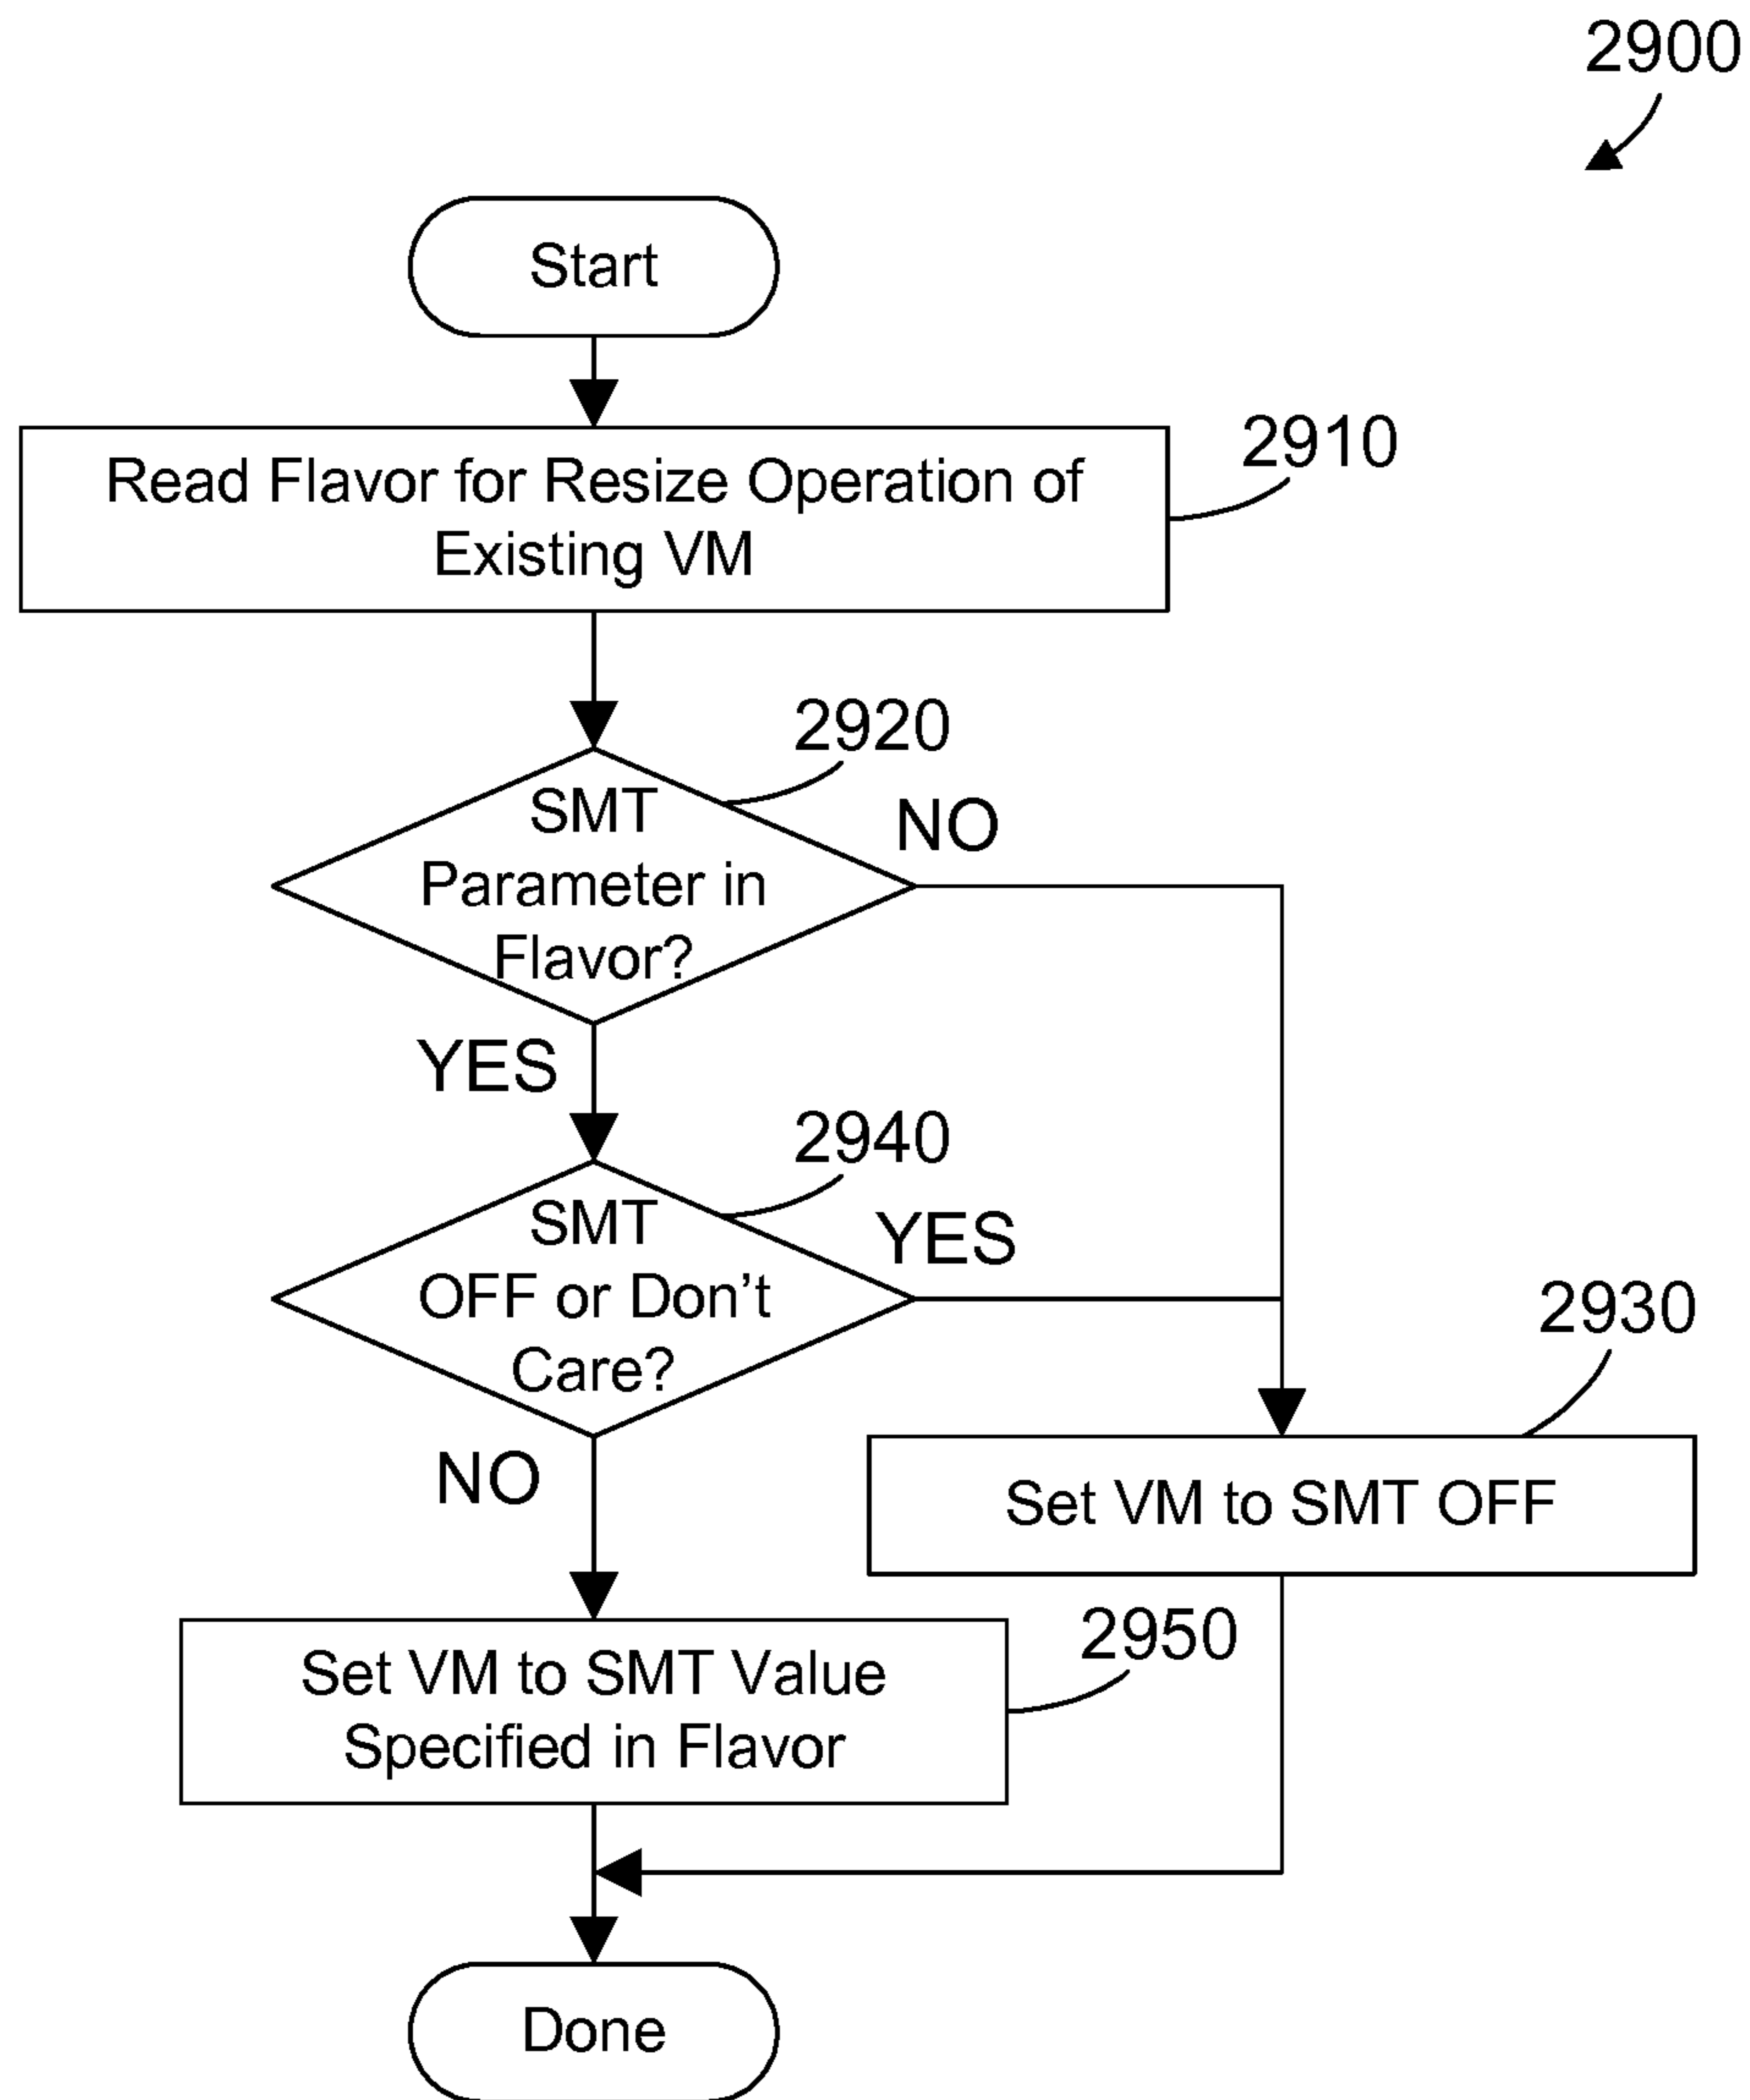 2900
Start
2910
Read Flavor for Resize Operation of
Existing VM
2920
SMT
Parameter in
Flavor?
NO
YES
2940
SMT
OFF or Don't
Care?
YES
2930
NO
Set VM to SMT OFF
2950
Set VM to SMT Value
Specified in Flavor
Done